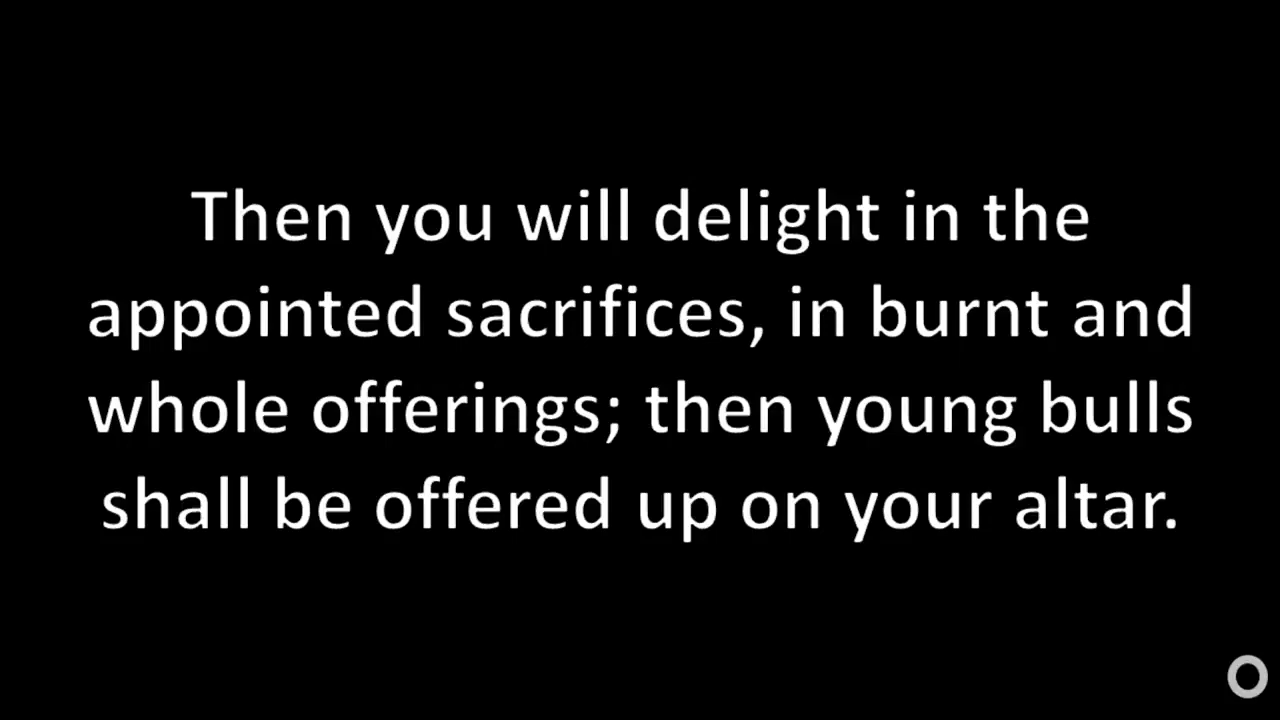 Then you will delight in the
appointed sacrifices, in burnt and
whole offerings; then young bulls
shall be offered up on your altar.
O